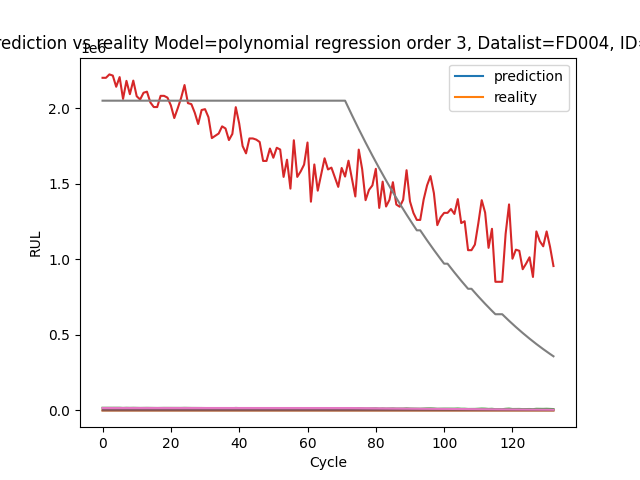 rediction vs reality Model=polynomial regression order 3, Datalist=FD004, ID=
1e6
prediction
reality
2.0
1.5
1.0
0.5
0.0
RUL
0 20 40 60 80 100 120
Cycle